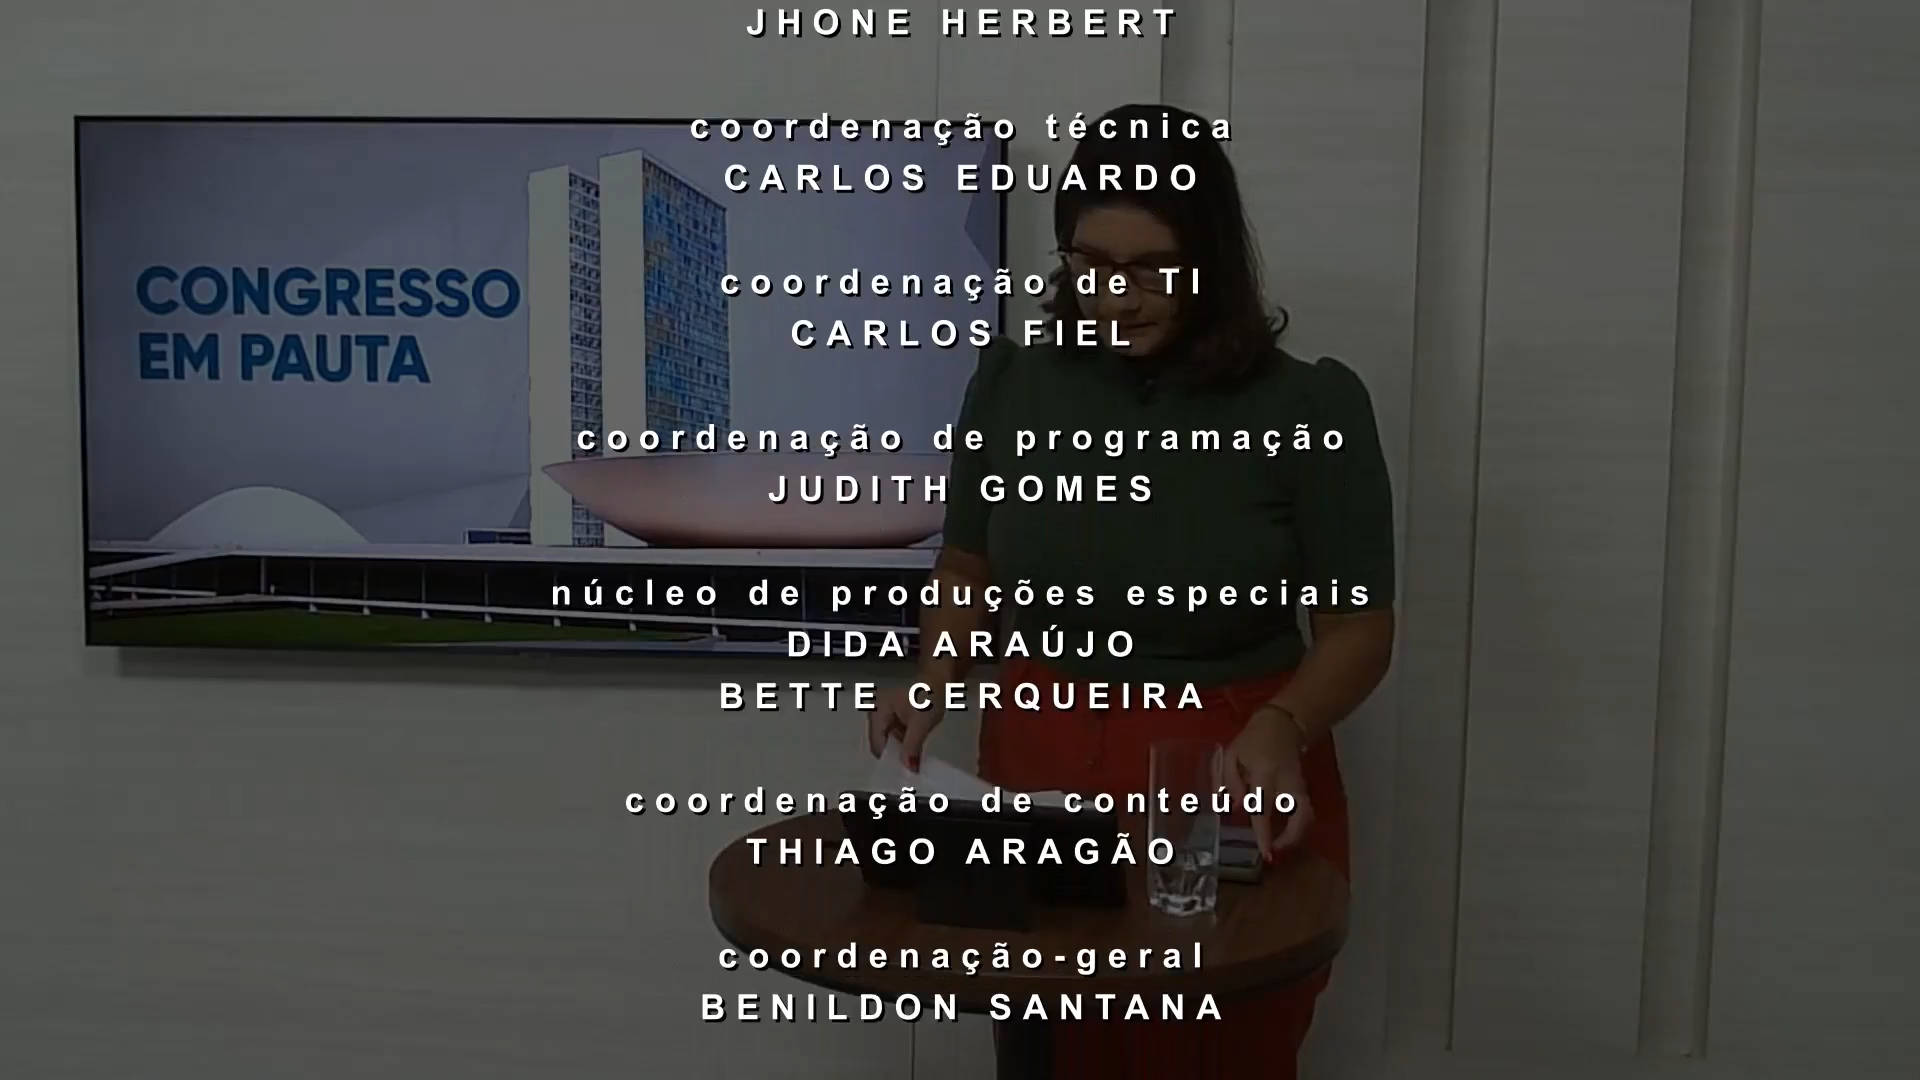 JHONE HERBERT
coordenação técnica
CARLOS EDUARDO
coordenação de TI
CARLOS FIEL
coordenação de programação
JUDITH GOMES
núcleo de produções especiais
DIDA ARAÚJO
BETTE CERQUEIRA
coordenação de conteúdo
THIAGO ARAGÃO
coordenação-geral
BENILDON SANTANA
CONGRESSO
EM PAUTA